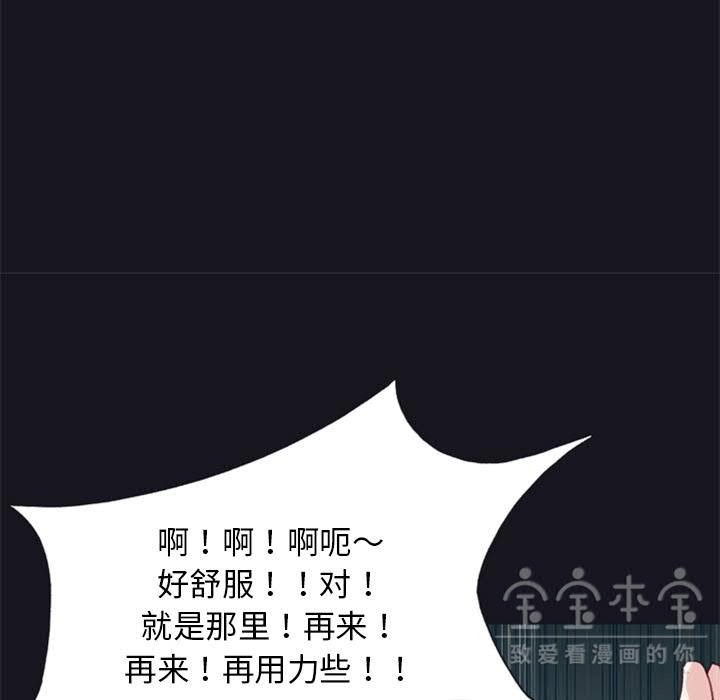 啊！啊！啊呃～
好舒服！！对！
就是那里！再来！
再来！再用力些！！
宝宝本宝
致爱看漫画的你